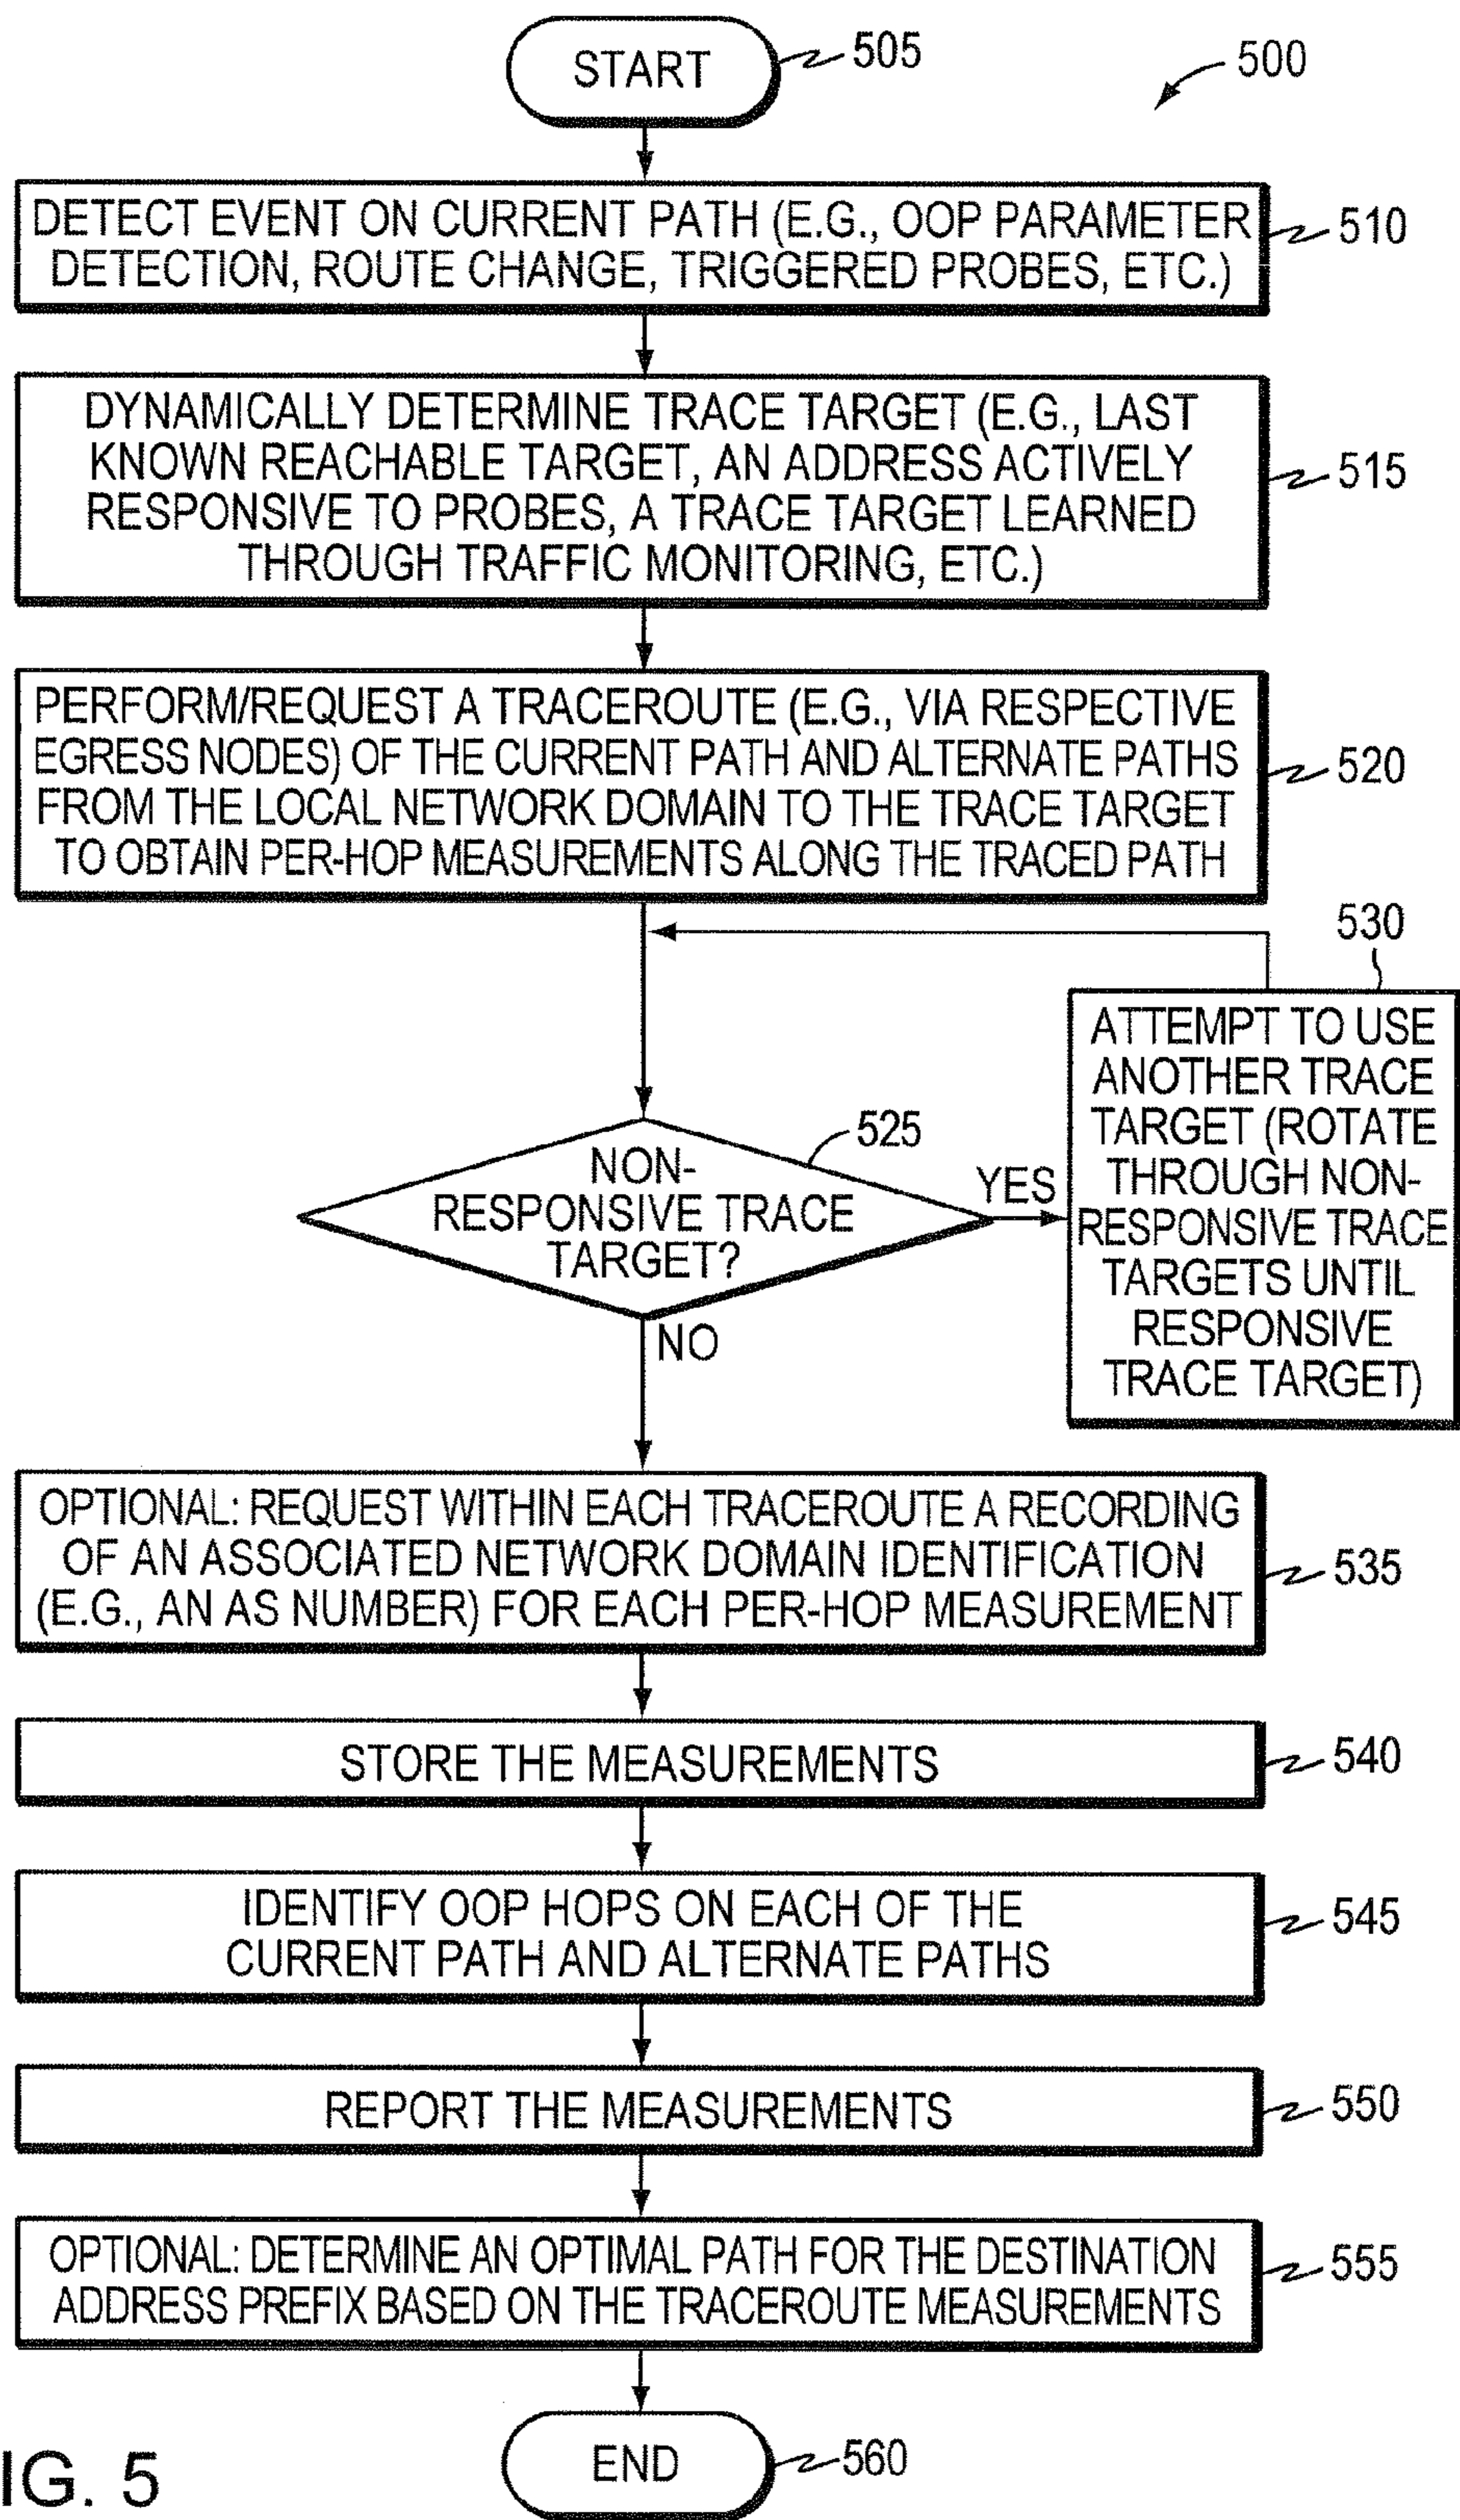 START
505
500
DETECT EVENT ON CURRENT PATH (E.G., OOP PARAMETER
DETECTION, ROUTE CHANGE, TRIGGERED PROBES, ETC.)
510
DYNAMICALLY DETERMINE TRACE TARGET (E.G., LAST
KNOWN REACHABLE TARGET, AN ADDRESS ACTIVELY
RESPONSIVE TO PROBES, A TRACE TARGET LEARNED
THROUGH TRAFFIC MONITORING, ETC.)
515
PERFORM/REQUEST A TRACEROUTE (E.G., VIA RESPECTIVE
EGRESS NODES) OF THE CURRENT PATH AND ALTERNATE PATHS
FROM THE LOCAL NETWORK DOMAIN TO THE TRACE TARGET
TO OBTAIN PER-HOP MEASUREMENTS ALONG THE TRACED PATH
520
530
ATTEMPT TO USE
ANOTHER TRACE
TARGET (ROTATE
THROUGH NON-
RESPONSIVE TRACE
TARGETS UNTIL
RESPONSIVE
TRACE TARGET)
525
NON-
RESPONSIVE TRACE
TARGET?
YES
NO
OPTIONAL: REQUEST WITHIN EACH TRACEROUTE A RECORDING
OF AN ASSOCIATED NETWORK DOMAIN IDENTIFICATION
(E.G., AN AS NUMBER) FOR EACH PER-HOP MEASUREMENT
535
STORE THE MEASUREMENTS
540
IDENTIFY OOP HOPS ON EACH OF THE
CURRENT PATH AND ALTERNATE PATHS
545
REPORT THE MEASUREMENTS
550
OPTIONAL: DETERMINE AN OPTIMAL PATH FOR THE DESTINATION
ADDRESS PREFIX BASED ON THE TRACEROUTE MEASUREMENTS
555
END
560
IG. 5